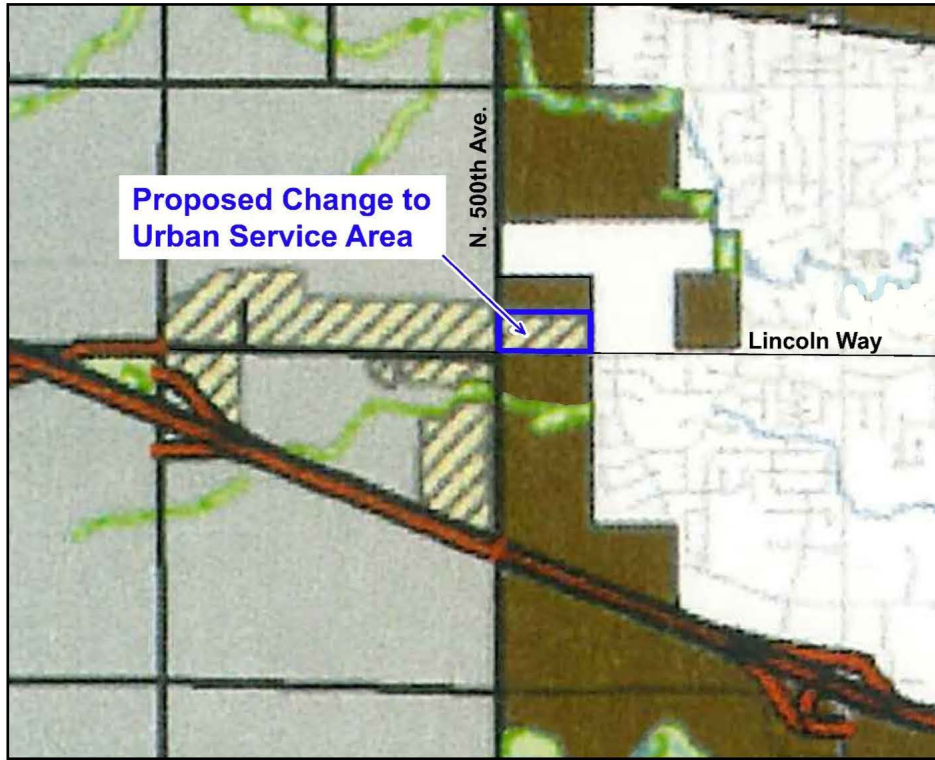 N. 500th Ave.
Proposed Change to
Urban Service Area
Lincoln Way